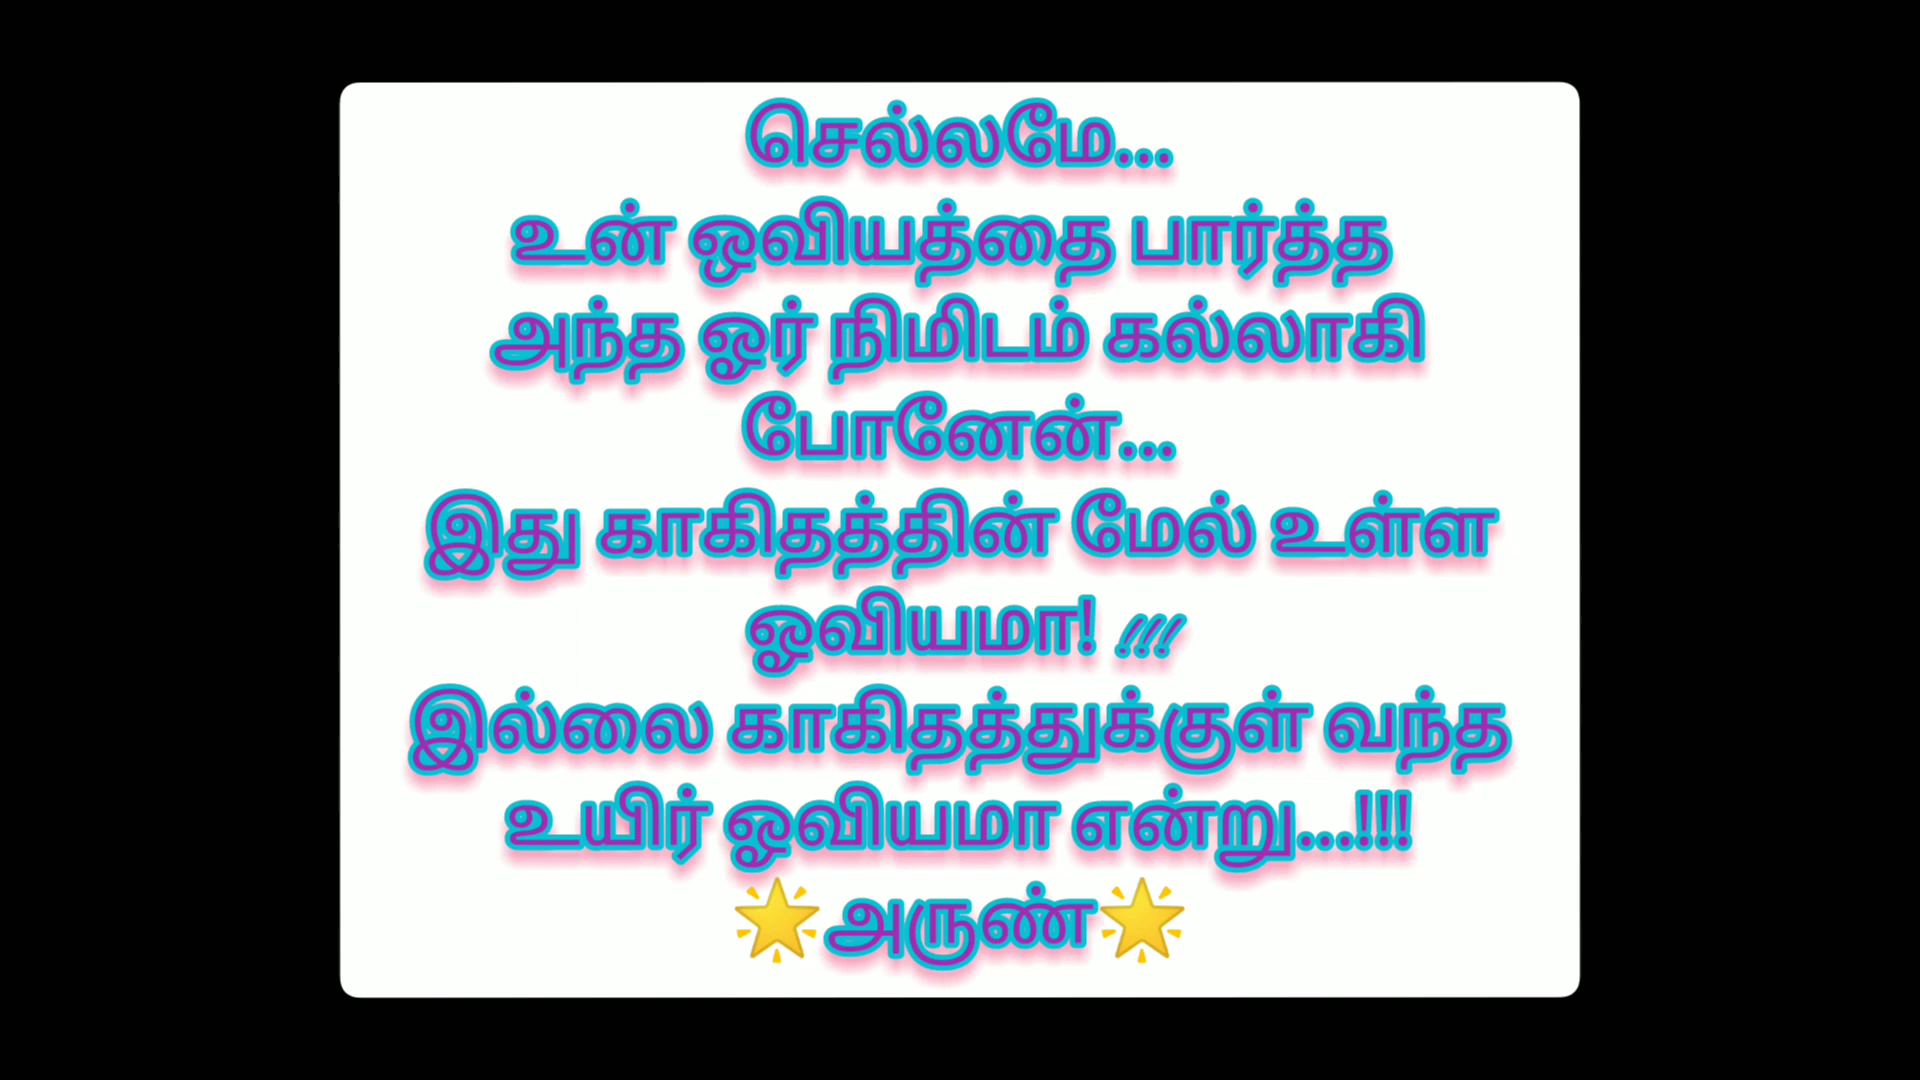 செல்லமே...
உன் ஓவியத்தை பார்த்த
அந்த ஓர் நிமிடம் கல்லாகி
போனேன்...
இது காகிதத்தின் மேல் உள்ள
ஓவியமா! !!!
இல்லை காகிதத்துக்குள் வந்த
உயிர் ஓவியமா என்று...!!!
🌟அருண்🌟